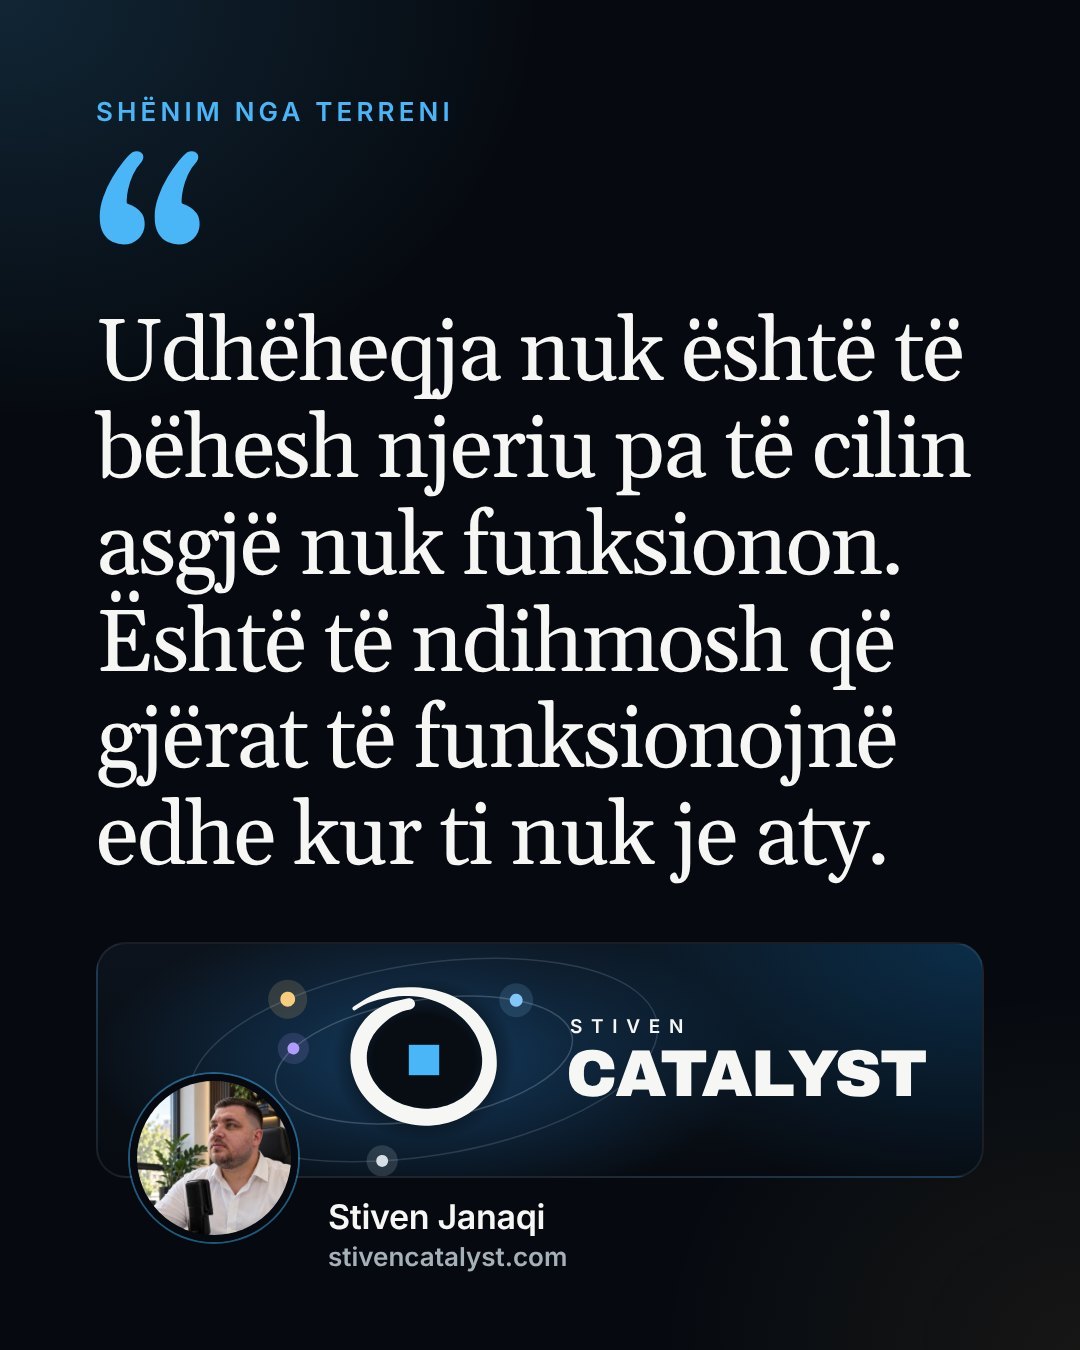 SHËNIM NGA TERRENI
“
Udhëheqja nuk është të
bëhesh njeriu pa të cilin
asgjë nuk funksionon.
Është të ndihmosh që
gjërat të funksionojnë
edhe kur ti nuk je aty.
STIVEN
CATALYST
Stiven Janaqi
stivencatalyst.com